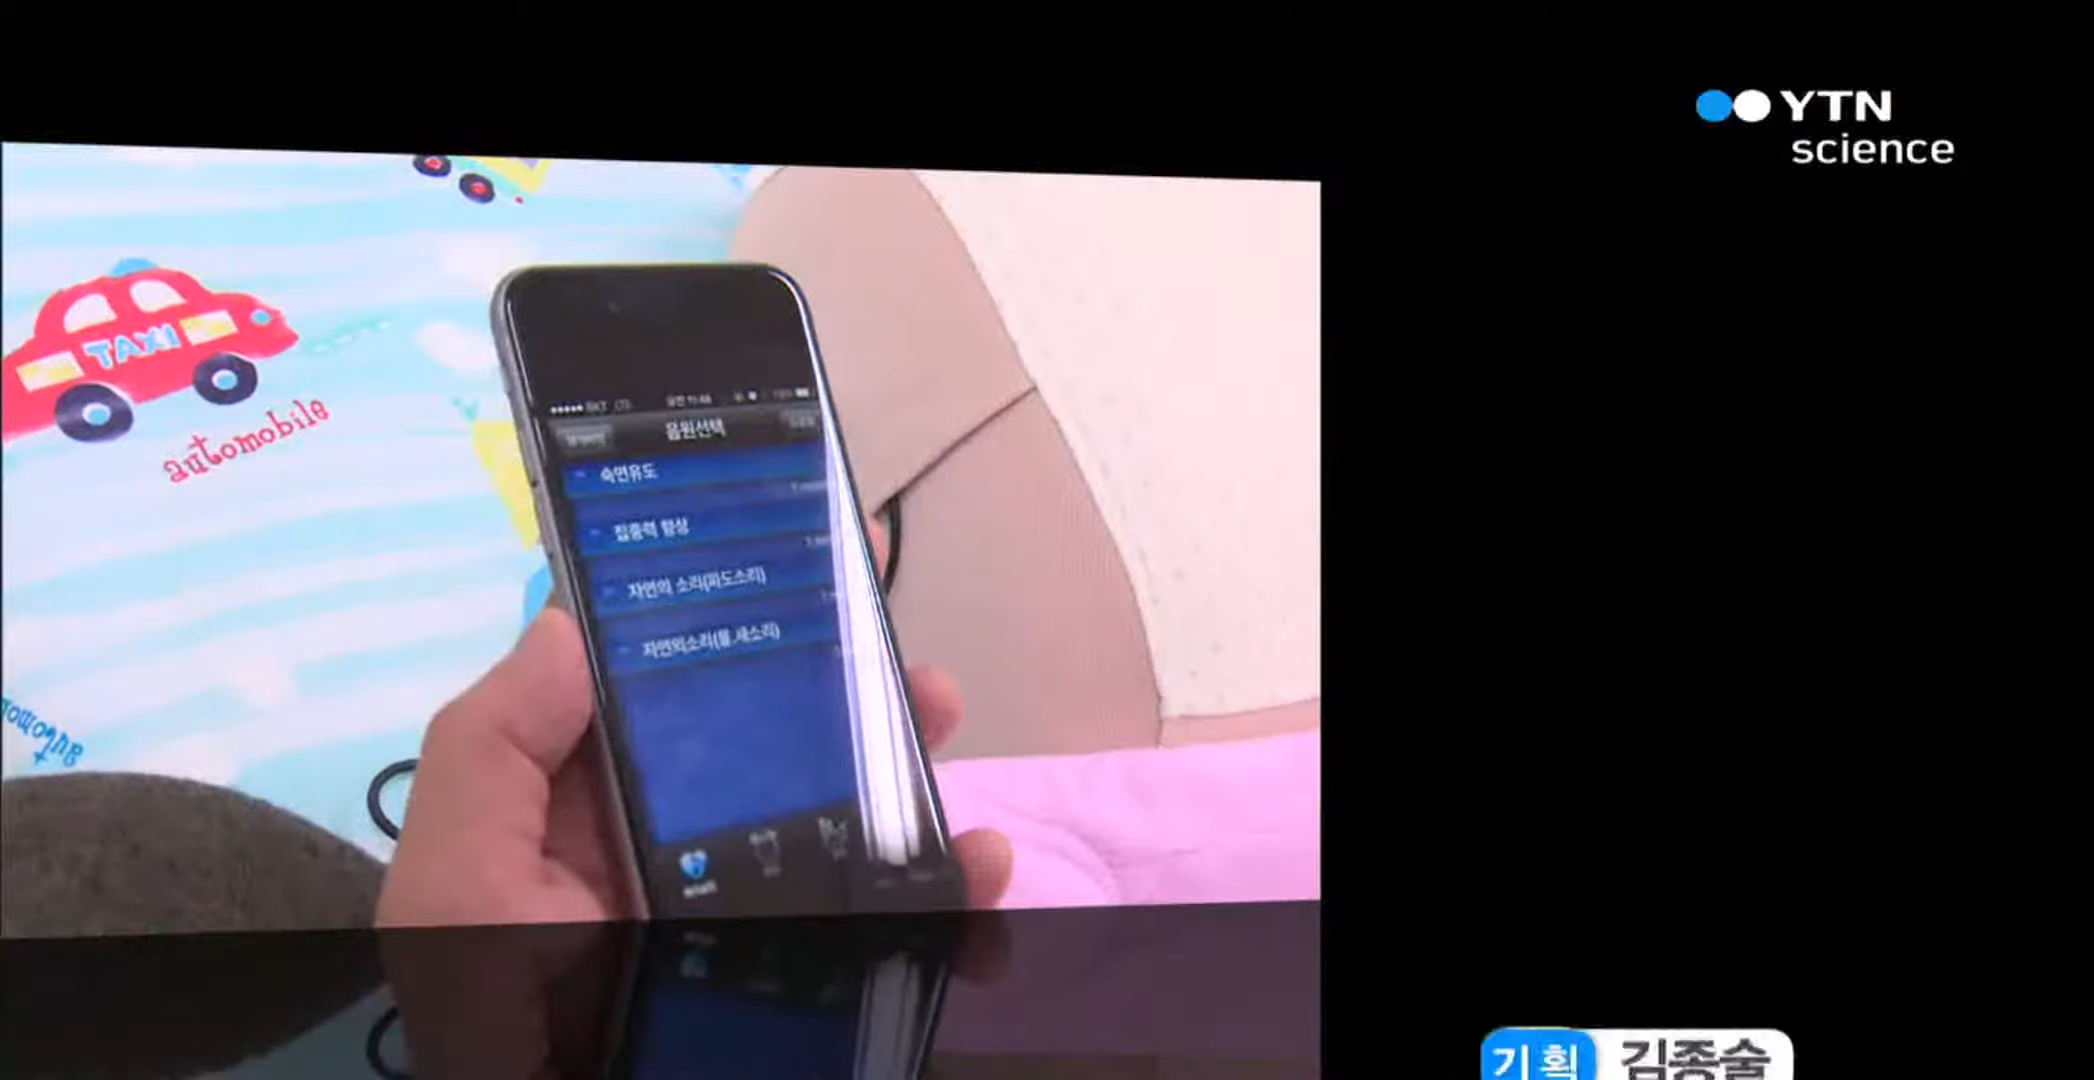 YTN
science
TAXI
automobile
음원선택
숙면유도
집중력 향상
자연의 소리(파도소리)
자연의소리(물,새소리)
기획 김종술